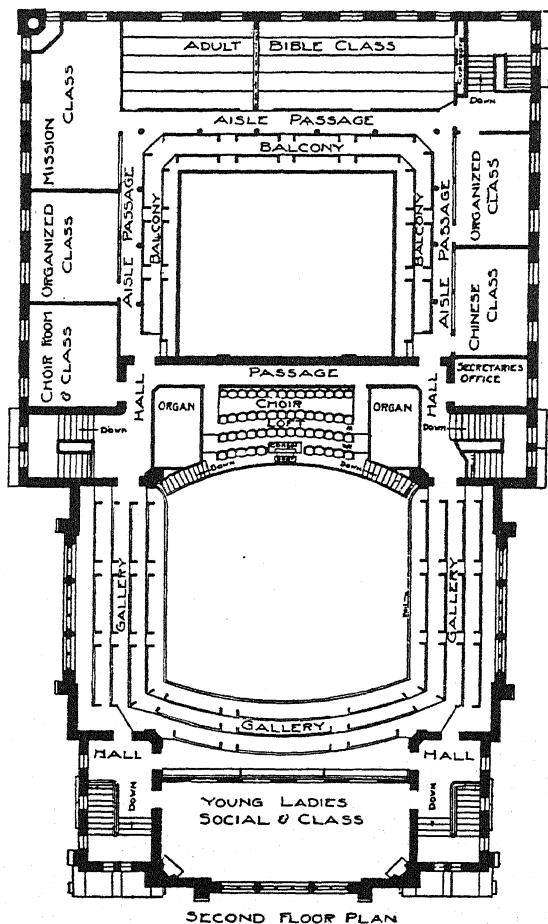 ADULT BIBLE CLASS
CUPBOARD
DOWN
MISSION CLASS
AISLE PASSAGE
BALCONY
ORGANIZED CLASS
AISLE PASSAGE
BALCONY
BALCONY
AISLE PASSAGE
ORGANIZED CLASS
CHINESE CLASS
CHOIR ROOM & CLASS
PASSAGE
SECRETARIES OFFICE
HALL
ORGAN
CHOIR LOFT
ORGAN
HALL
DOWN
DOWN
DOWN
DOWN
GALLERY
GALLERY
GALLERY
HALL
HALL
DOWN
DOWN
YOUNG LADIES
SOCIAL & CLASS
SECOND FLOOR PLAN